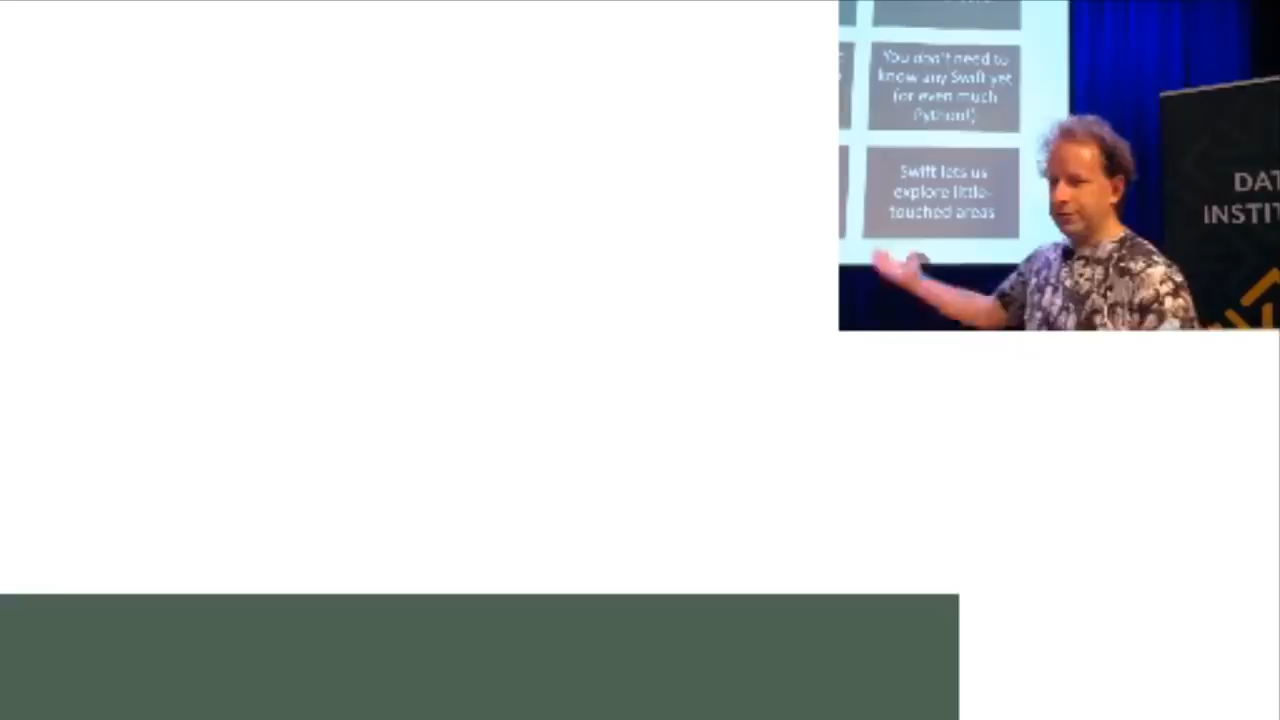 You don't need to
know any Swift yet
(or even much
Python!)
Swift lets us
explore little-
touched areas
DAT
INSTIT